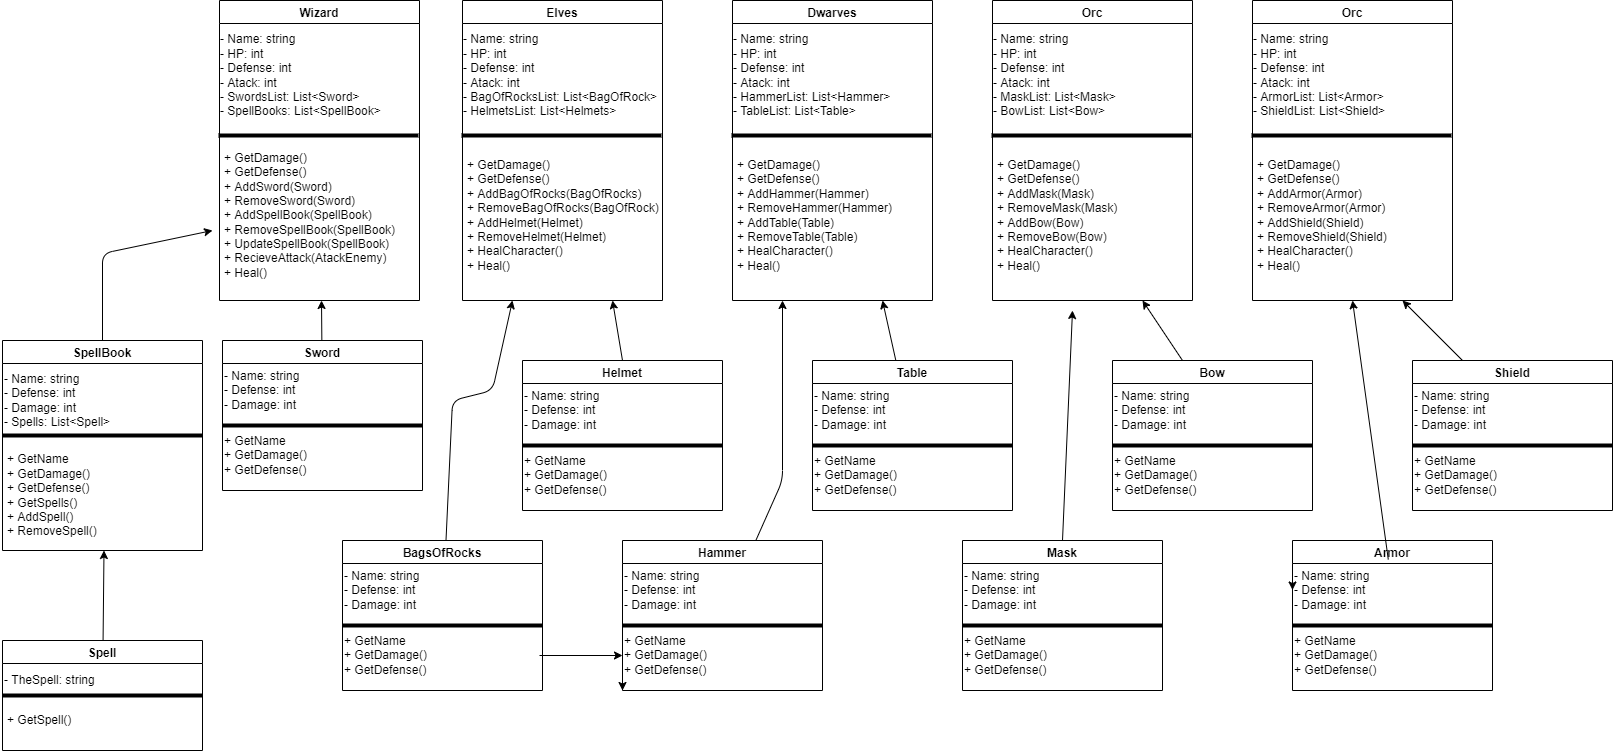 Wizard
- Name: string
- HP: int
- Defense: int
- Atack: int
- SwordsList: List<Sword>
- SpellBooks: List<SpellBook>
+ GetDamage()
+ GetDefense()
+ AddSword(Sword)
+ RemoveSword(Sword)
+ AddSpellBook(SpellBook)
+ RemoveSpellBook(SpellBook)
+ UpdateSpellBook(SpellBook)
+ RecieveAttack(AtackEnemy)
+ Heal()
Elves
- Name: string
- HP: int
- Defense: int
- Atack: int
- BagOfRocksList: List<BagOfRock>
- HelmetsList: List<Helmets>
+ GetDamage()
+ GetDefense()
+ AddBagOfRocks(BagOfRocks)
+ RemoveBagOfRocks(BagOfRock)
+ AddHelmet(Helmet)
+ RemoveHelmet(Helmet)
+ HealCharacter()
+ Heal()
Dwarves
- Name: string
- HP: int
- Defense: int
- Atack: int
- HammerList: List<Hammer>
- TableList: List<Table>
+ GetDamage()
+ GetDefense()
+ AddHammer(Hammer)
+ RemoveHammer(Hammer)
+ AddTable(Table)
+ RemoveTable(Table)
+ HealCharacter()
+ Heal()
Orc
- Name: string
- HP: int
- Defense: int
- Atack: int
- MaskList: List<Mask>
- BowList: List<Bow>
+ GetDamage()
+ GetDefense()
+ AddMask(Mask)
+ RemoveMask(Mask)
+ AddBow(Bow)
+ RemoveBow(Bow)
+ HealCharacter()
+ Heal()
Orc
- Name: string
- HP: int
- Defense: int
- Atack: int
- ArmorList: List<Armor>
- ShieldList: List<Shield>
+ GetDamage()
+ GetDefense()
+ AddArmor(Armor)
+ RemoveArmor(Armor)
+ AddShield(Shield)
+ RemoveShield(Shield)
+ HealCharacter()
+ Heal()
SpellBook
- Name: string
- Defense: int
- Damage: int
- Spells: List<Spell>
+ GetName
+ GetDamage()
+ GetDefense()
+ GetSpells()
+ AddSpell()
+ RemoveSpell()
Sword
- Name: string
- Defense: int
- Damage: int
+ GetName
+ GetDamage()
+ GetDefense()
Helmet
- Name: string
- Defense: int
- Damage: int
+ GetName
+ GetDamage()
+ GetDefense()
Table
- Name: string
- Defense: int
- Damage: int
+ GetName
+ GetDamage()
+ GetDefense()
Bow
- Name: string
- Defense: int
- Damage: int
+ GetName
+ GetDamage()
+ GetDefense()
Shield
- Name: string
- Defense: int
- Damage: int
+ GetName
+ GetDamage()
+ GetDefense()
BagsOfRocks
- Name: string
- Defense: int
- Damage: int
+ GetName
+ GetDamage()
+ GetDefense()
Hammer
- Name: string
- Defense: int
- Damage: int
+ GetName
+ GetDamage()
+ GetDefense()
Mask
- Name: string
- Defense: int
- Damage: int
+ GetName
+ GetDamage()
+ GetDefense()
Armor
- Name: string
- Defense: int
- Damage: int
+ GetName
+ GetDamage()
+ GetDefense()
Spell
- TheSpell: string
+ GetSpell()